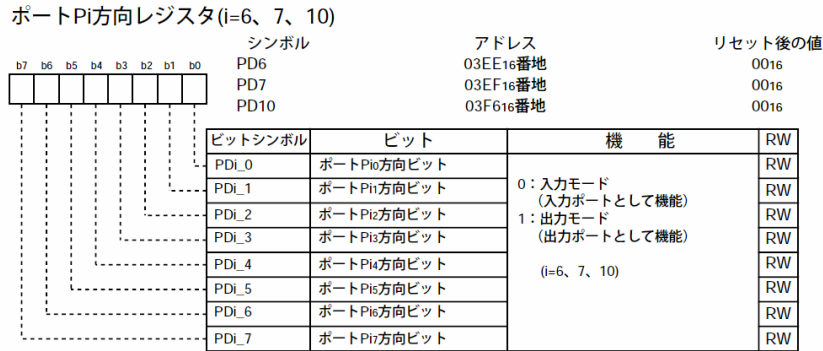 ポートPi方向レジスタ(i=6、7、10)
シンボル アドレス リセット後の値
b7 b6 b5 b4 b3 b2 b1 b0
PD6 03EE16番地 0016
PD7 03EF16番地 0016
PD10 03F616番地 0016
ビットシンボル ビット 機 能 RW
PDi_0 ポートPi0方向ビット RW
PDi_1 ポートPi1方向ビット RW
PDi_2 ポートPi2方向ビット RW
PDi_3 ポートPi3方向ビット RW
PDi_4 ポートPi4方向ビット RW
PDi_5 ポートPi5方向ビット RW
PDi_6 ポートPi6方向ビット RW
PDi_7 ポートPi7方向ビット RW
0：入力モード
（入力ポートとして機能）
1：出力モード
（出力ポートとして機能）
(i=6、7、10)